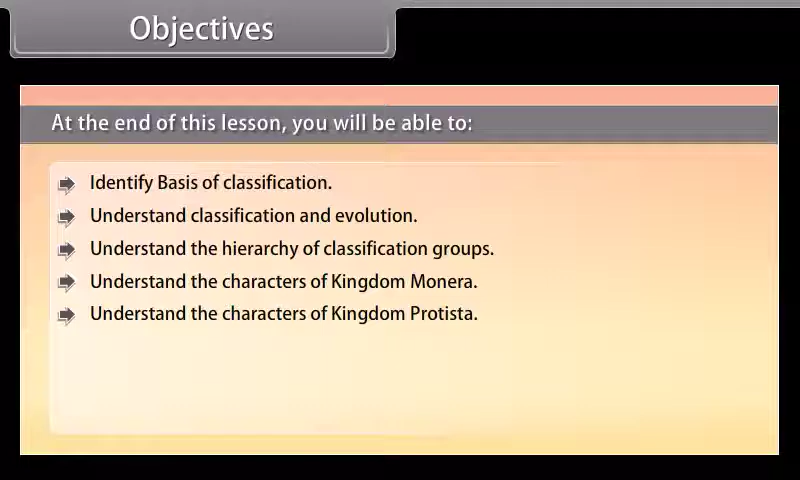 Objectives
At the end of this lesson, you will be able to:
Identify Basis of classification.
Understand classification and evolution.
Understand the hierarchy of classification groups.
Understand the characters of Kingdom Monera.
Understand the characters of Kingdom Protista.